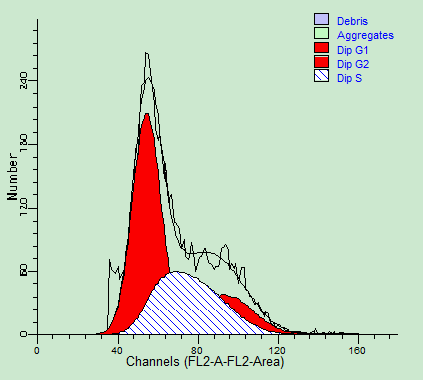 Debris
Aggregates
Dip G1
Dip G2
Dip S
Number
240
180
120
60
0
0 40 80 120 160
Channels (FL2-A-FL2-Area)